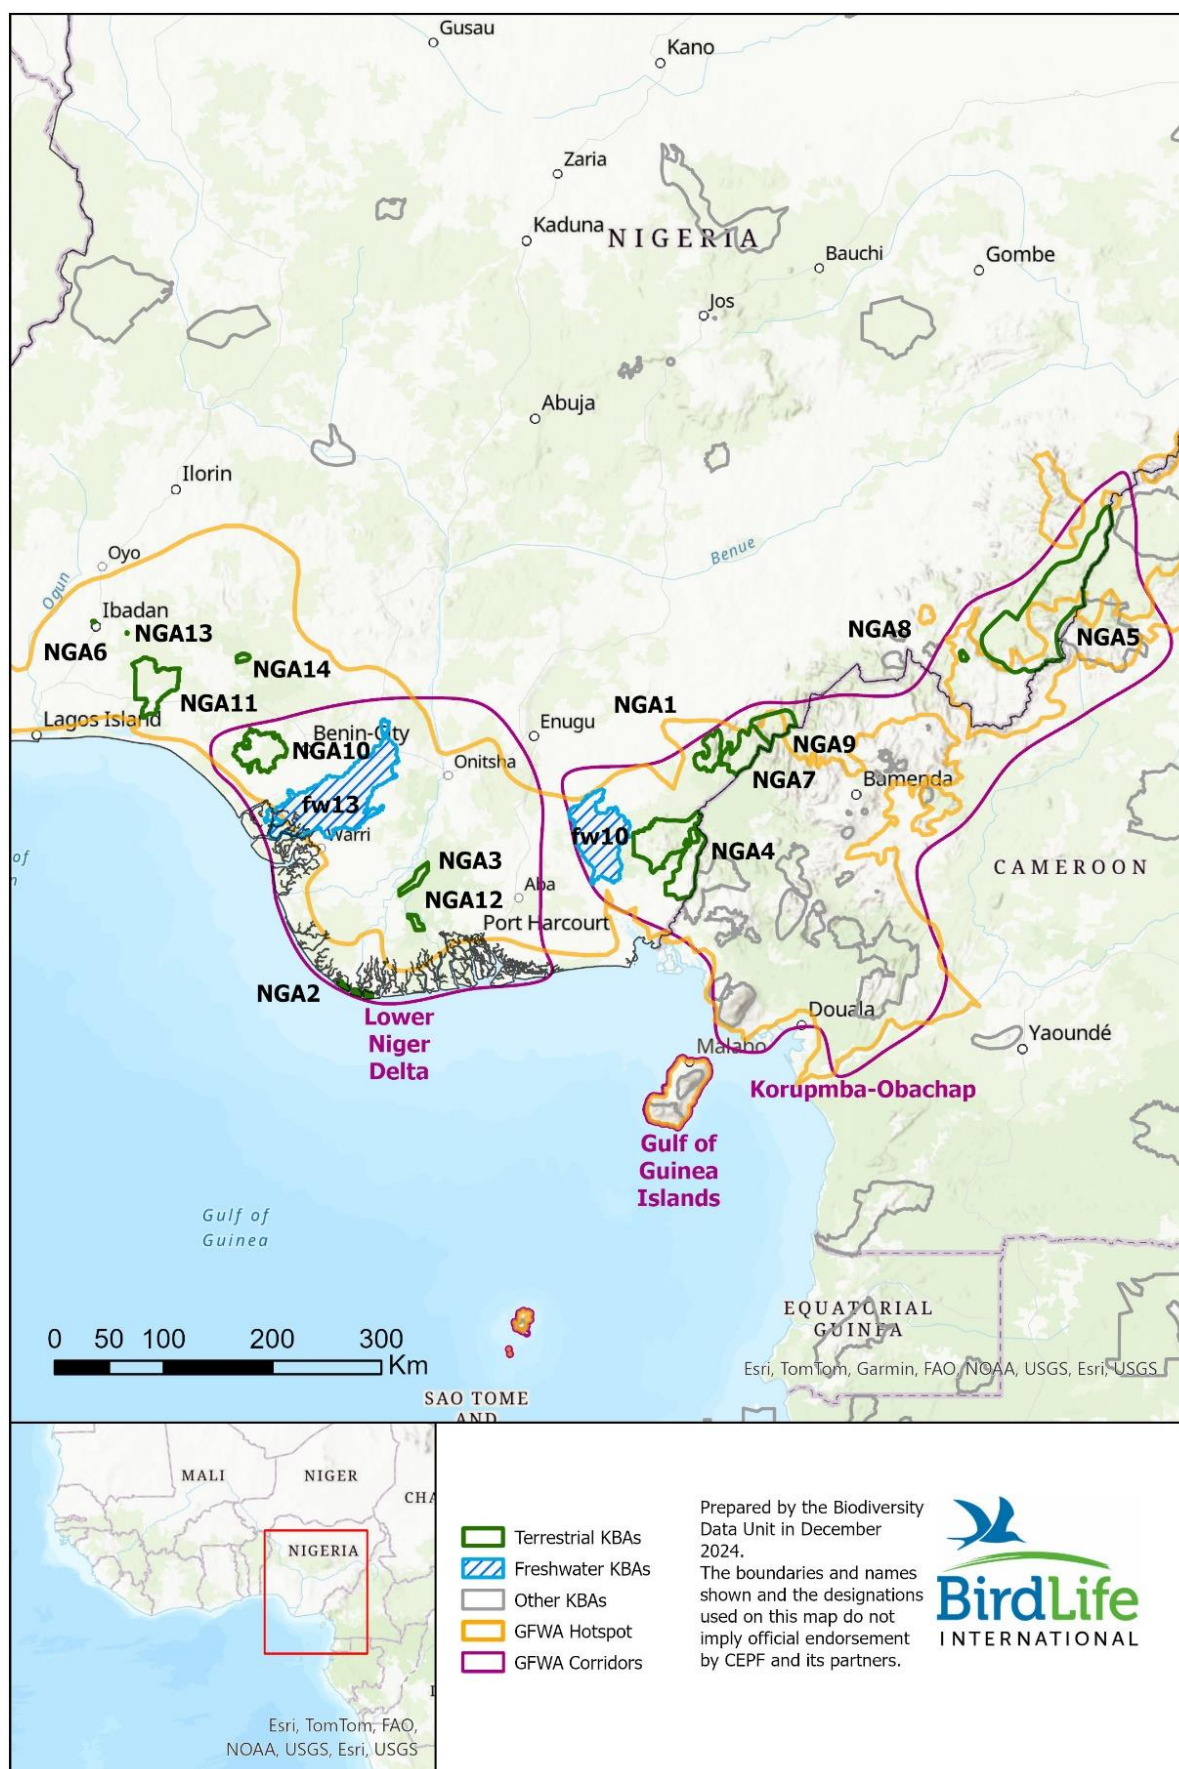 Gusau
Kano
Zaria
Kaduna
NIGERIA
Bauchi
Gombe
Jos
Abuja
Ilorin
Benue
Oyo
Ogun
Ibadan
NGA13
NGA6
NGA14
NGA8
NGA5
NGA11
NGA1
Lagos Island
Enugu
Benin-City
NGA10
NGA9
Onitsha
NGA7
Bamenda
fw13
Warri
fw10
NGA4
of
NGA3
CAMEROON
Aba
NGA12
Port Harcourt
NGA2
Lower
Niger
Delta
Douala
Yaoundé
Malabo
Korupmba-Obachap
Gulf of
Guinea
Islands
Gulf of
Guinea
EQUATORIAL
GUINEA
0 50 100 200 300
Km
Esri, TomTom, Garmin, FAO, NOAA, USGS, Esri, USGS
SAO TOME
AND
MALI
NIGER
CHA
NIGERIA
Esri, TomTom, FAO,
NOAA, USGS, Esri, USGS
Terrestrial KBAs
Freshwater KBAs
Other KBAs
GFWA Hotspot
GFWA Corridors
Prepared by the Biodiversity
Data Unit in December
2024.
The boundaries and names
shown and the designations
used on this map do not
imply official endorsement
by CEPF and its partners.
BirdLife
INTERNATIONAL